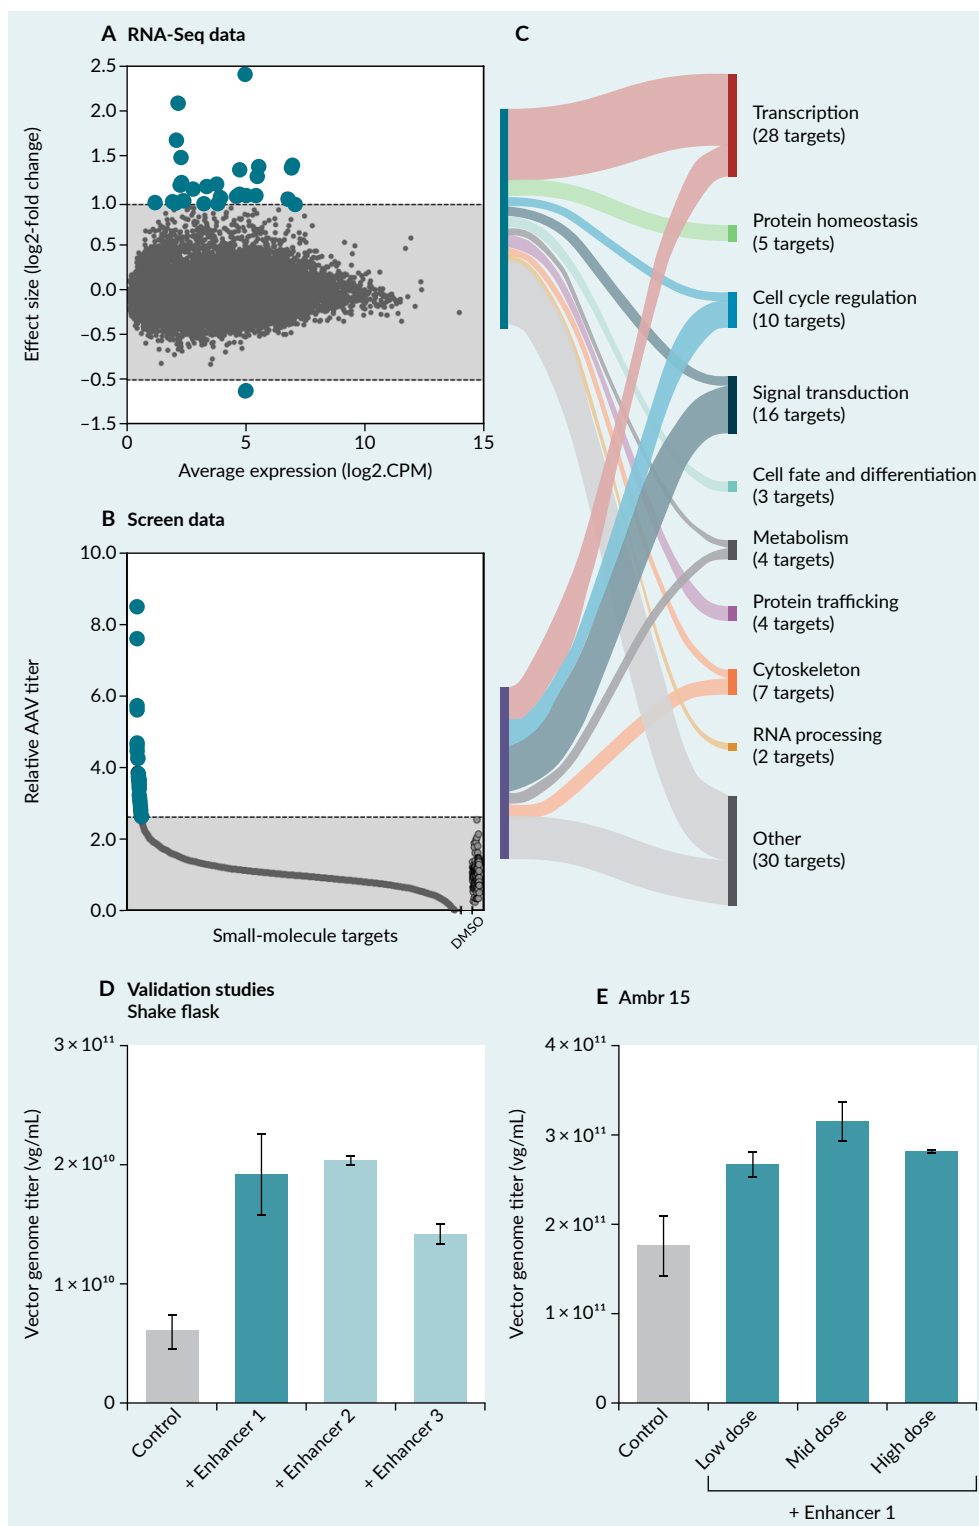 A RNA-Seq data
2.5
2.0
1.5
1.0
0.5
0.0
−0.5
−0.5
−1.5
0 5 10 15
Effect size (log2-fold change)
Average expression (log2.CPM)
B Screen data
10.0
8.0
6.0
4.0
2.0
0.0
Relative AAV titer
Small-molecule targets
DMSO
C
Transcription
(28 targets)
Protein homeostasis
(5 targets)
Cell cycle regulation
(10 targets)
Signal transduction
(16 targets)
Cell fate and differentiation
(3 targets)
Metabolism
(4 targets)
Protein trafficking
(4 targets)
Cytoskeleton
(7 targets)
RNA processing
(2 targets)
Other
(30 targets)
D Validation studies
Shake flask
3 × 10¹¹
2 × 10¹⁰
1 × 10¹⁰
0
Vector genome titer (vg/mL)
Control
+ Enhancer 1
+ Enhancer 2
+ Enhancer 3
E Ambr 15
4 × 10¹¹
3 × 10¹¹
2 × 10¹¹
1 × 10¹¹
0
Vector genome titer (vg/mL)
Control
Low dose
Mid dose
High dose
+ Enhancer 1